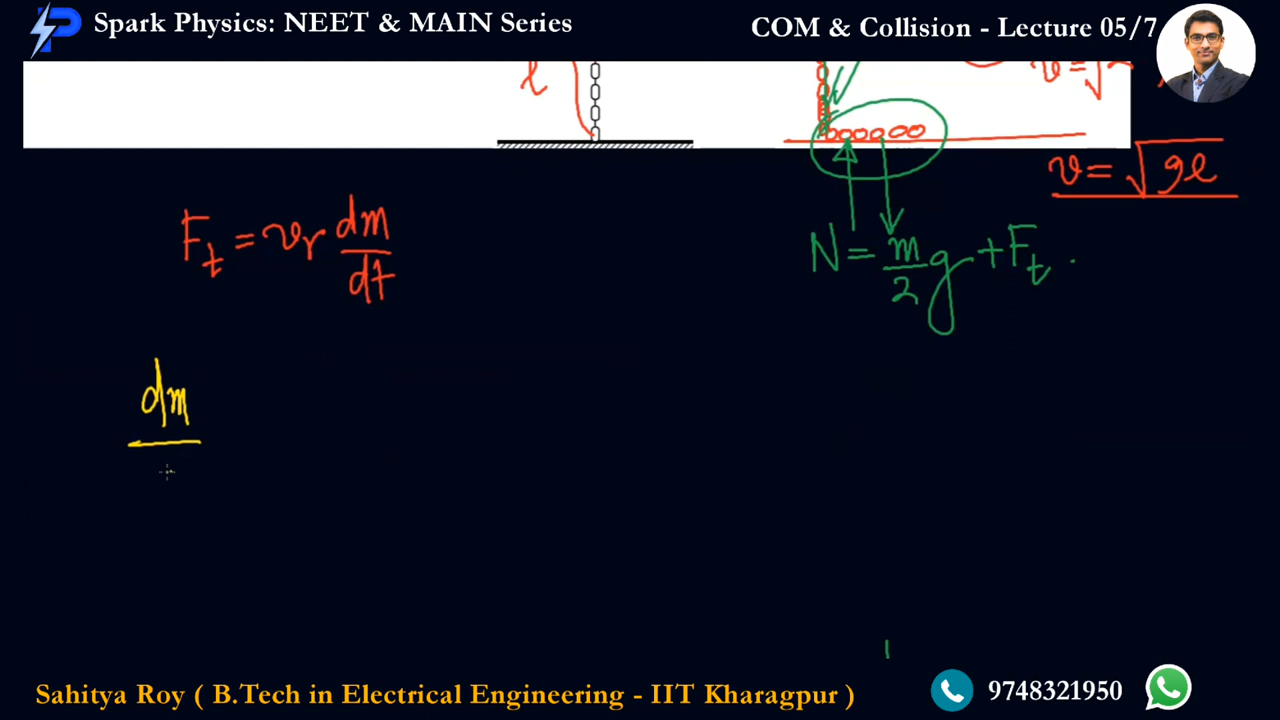 Spark Physics: NEET & MAIN Series
COM & Collision - Lecture 05/7
l
v = √gl
F_t = v_r dm/dt
N = m/2 g + F_t .
dm
Sahitya Roy ( B.Tech in Electrical Engineering - IIT Kharagpur )
9748321950